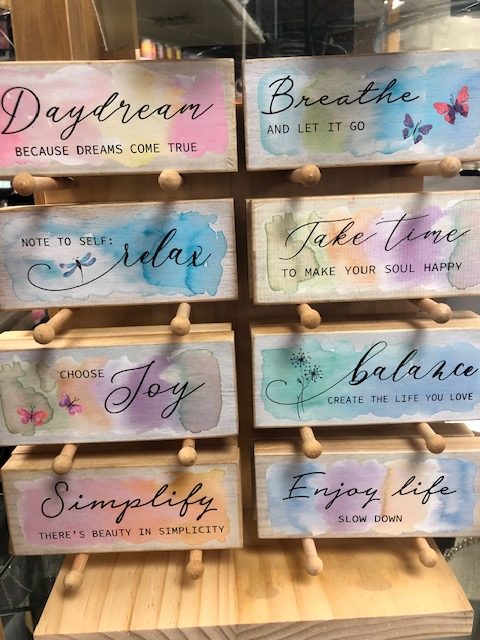 Daydream
BECAUSE DREAMS COME TRUE
Breathe
AND LET IT GO
NOTE TO SELF:
relax
Take time
TO MAKE YOUR SOUL HAPPY
CHOOSE
Joy
balance
CREATE THE LIFE YOU LOVE
Simplify
THERE'S BEAUTY IN SIMPLICITY
Enjoy life
SLOW DOWN